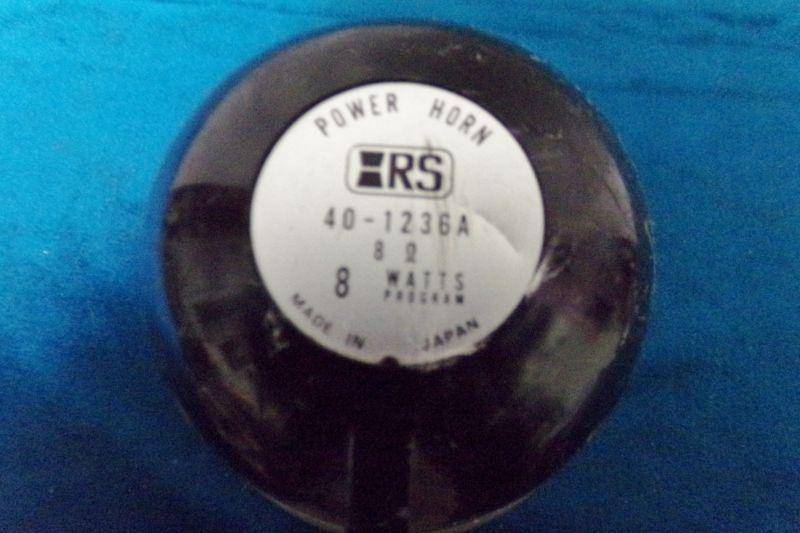 POWER HORN
RS
40-1236A
8 Ω
8 WATTS
PROGRAM
MADE IN JAPAN